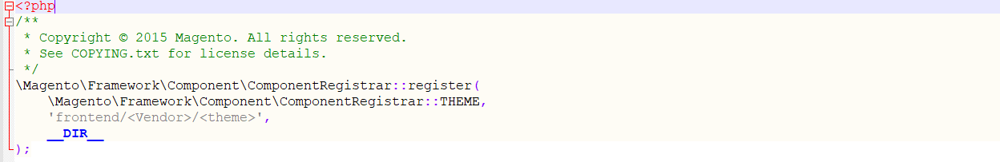 <?php
/**
 * Copyright © 2015 Magento. All rights reserved.
 * See COPYING.txt for license details.
 */
\Magento\Framework\Component\ComponentRegistrar::register(
    \Magento\Framework\Component\ComponentRegistrar::THEME,
    'frontend/<Vendor>/<theme>',
    __DIR__
);